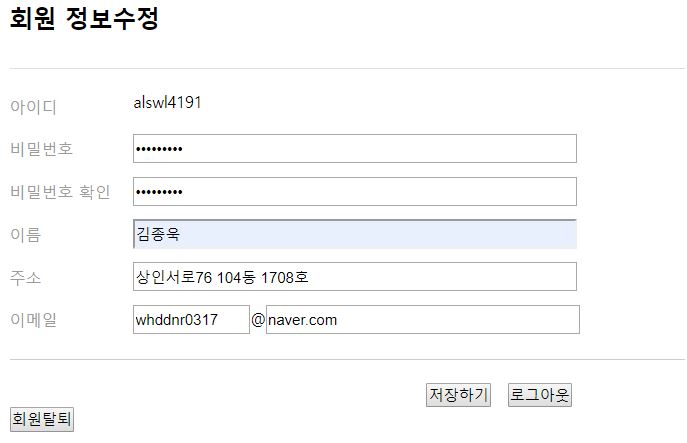 회원 정보수정
아이디 alswl4191
비밀번호 •••••••••
비밀번호 확인 •••••••••
이름 김종욱
주소 상인서로76 104동 1708호
이메일 whddnr0317 @ naver.com
저장하기 로그아웃
회원탈퇴